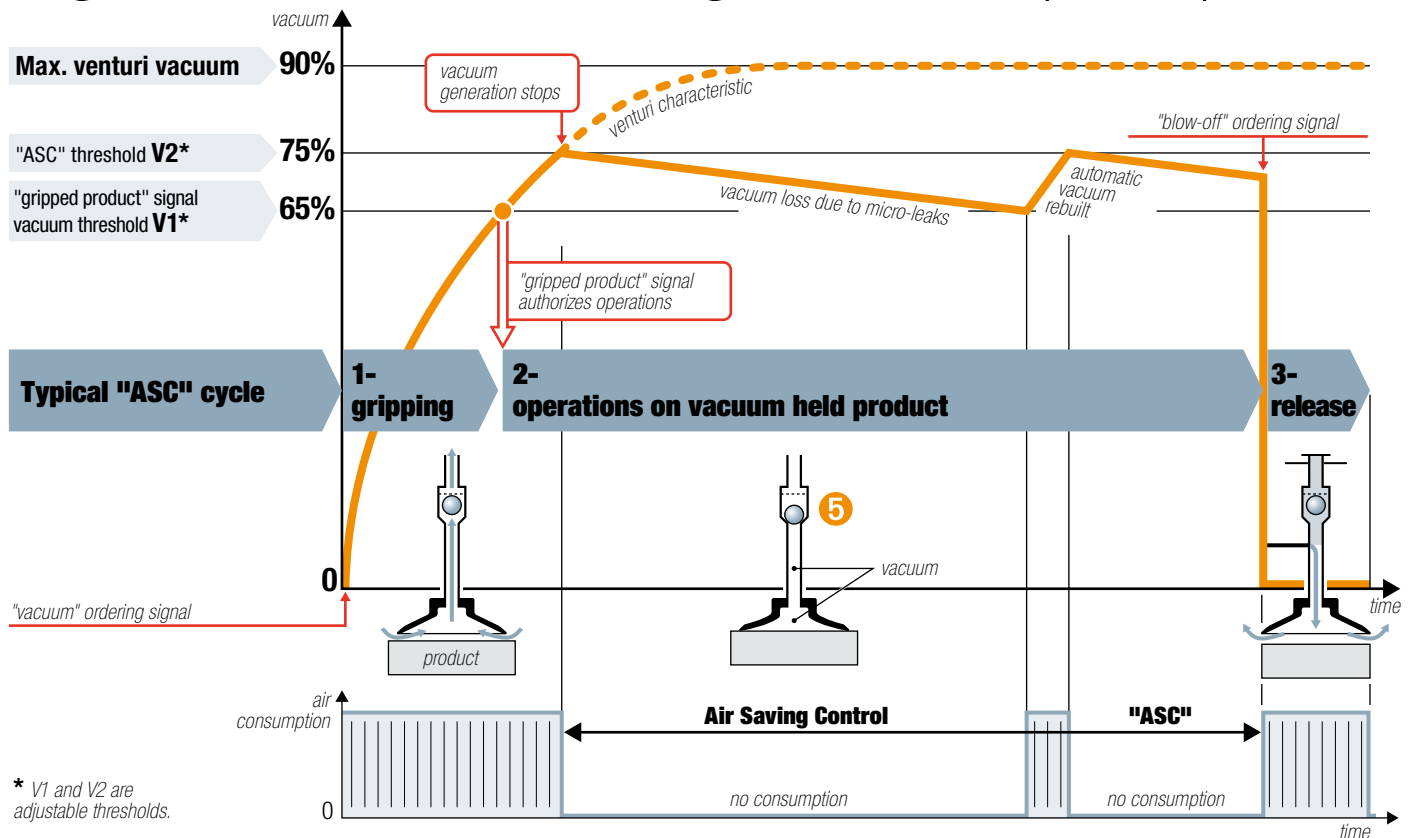 vacuum
Max. venturi vacuum
90%
vacuum
generation stops
venturi characteristic
"blow-off" ordering signal
"ASC" threshold V2*
75%
"gripped product" signal
vacuum threshold V1*
65%
vacuum loss due to micro-leaks
automatic
vacuum
rebuilt
"gripped product" signal
authorizes operations
Typical "ASC" cycle
1-
gripping
2-
operations on vacuum held product
3-
release
5
vacuum
0
time
"vacuum" ordering signal
product
air
consumption
Air Saving Control
"ASC"
* V1 and V2 are
adjustable thresholds.
0
no consumption
no consumption
time